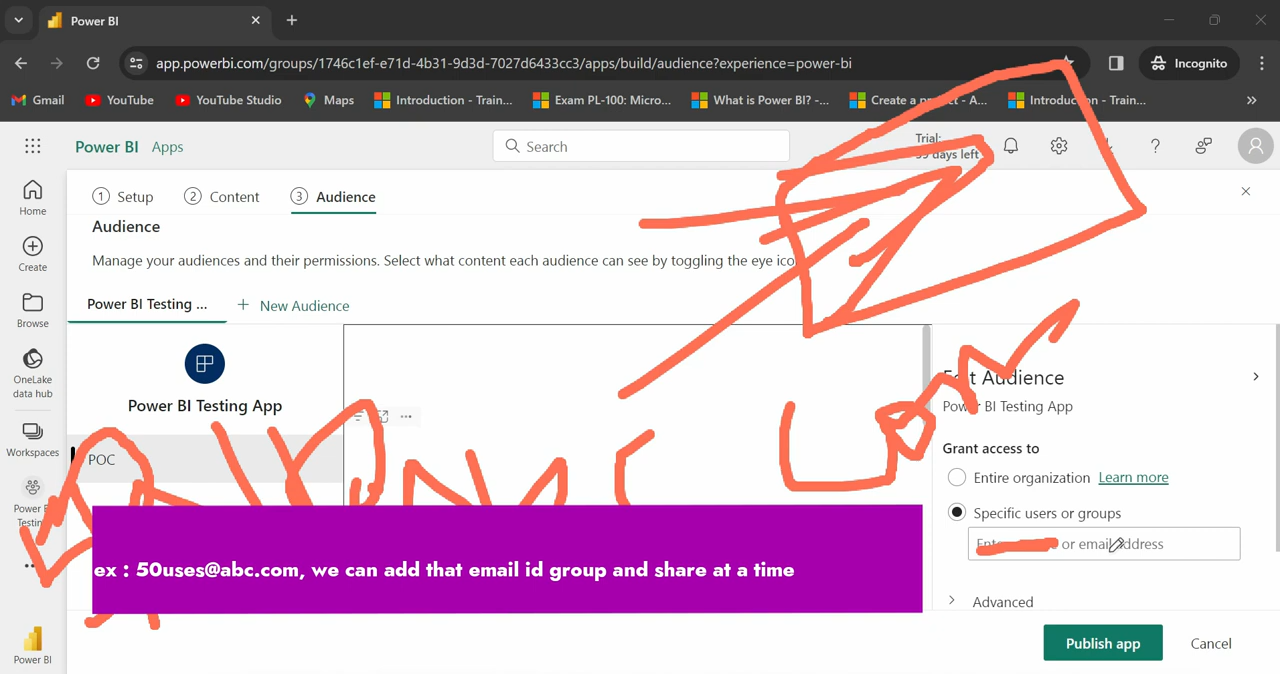 Power BI
app.powerbi.com/groups/1746c1ef-e71d-4b31-9d3d-7027d6433cc3/apps/build/audience?experience=power-bi
Incognito
Gmail
YouTube
YouTube Studio
Maps
Introduction - Train...
Exam PL-100: Micro...
What is Power BI? -...
Create a project - A...
Introduction - Train...
Power BI Apps
Search
Trial:
days left
1 Setup
2 Content
3 Audience
Home
Create
Browse
OneLake
data hub
Workspaces
Power
Testin
Power BI
Audience
Manage your audiences and their permissions. Select what content each audience can see by toggling the eye ico
Power BI Testing ...
+ New Audience
Power BI Testing App
POC
Edit Audience
Power BI Testing App
Grant access to
Entire organization Learn more
Specific users or groups
or email address
Advanced
ex : 50uses@abc.com, we can add that email id group and share at a time
Publish app
Cancel